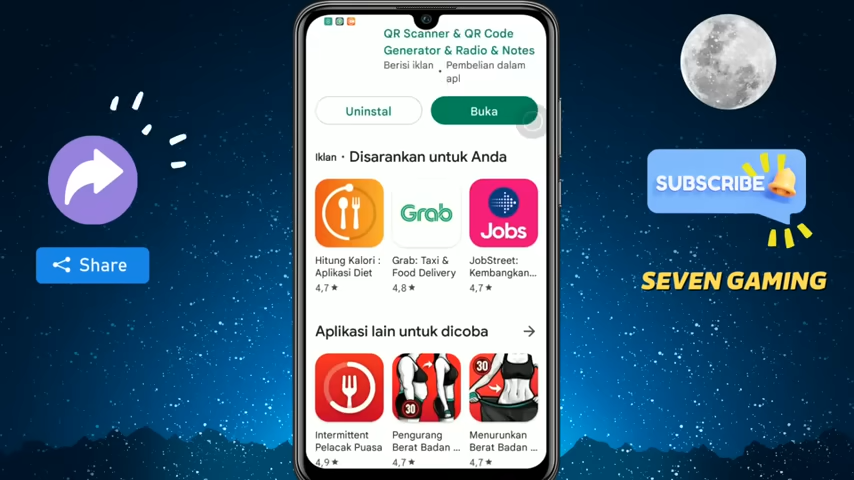 QR Scanner & QR Code
Generator & Radio & Notes
Berisi iklan • Pembelian dalam
apl
Uninstal
Buka
Iklan • Disarankan untuk Anda
Grab
Jobs
Hitung Kalori :
Aplikasi Diet
4,7 ★
Grab: Taxi &
Food Delivery
4,8 ★
JobStreet:
Kembangkan...
4,7 ★
Aplikasi lain untuk dicoba
30
30
Intermittent
Pelacak Puasa
4,9 ★
Pengurang
Berat Badan ...
4,7 ★
Menurunkan
Berat Badan ...
4,7 ★
Share
SUBSCRIBE
SEVEN GAMING